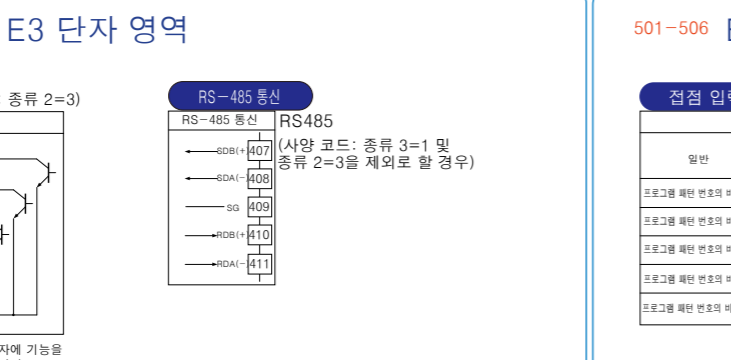 E3 단자 영역
종류 2=3)
자에 기능을
RS-485 통신
RS-485 통신
RS485
(사양 코드: 종류 3=1 및
종류 2=3을 제외로 할 경우)
SDB(+) 407
SDA(-) 408
SG 409
RDB(+) 410
RDA(-) 411
501-506
접점 입력
일반
프로그램 패턴 번호의
프로그램 패턴 번호의
프로그램 패턴 번호의
프로그램 패턴 번호의
프로그램 패턴 번호의